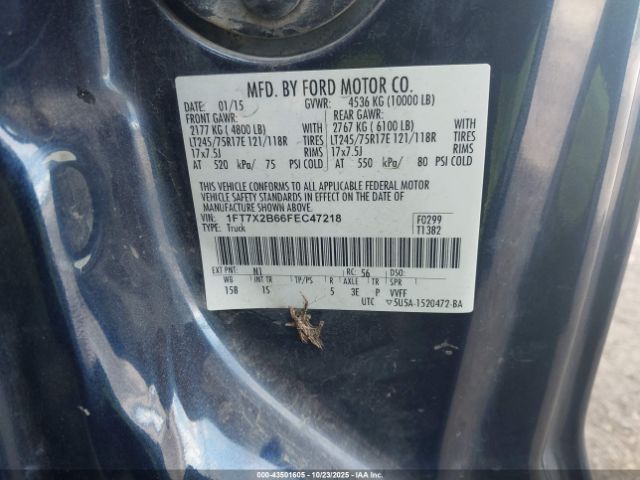 MFD. BY FORD MOTOR CO.
DATE: 01/15 GVWR: 4536 KG (10000 LB)
FRONT GAWR: REAR GAWR:
2177 KG ( 4800 LB) WITH 2767 KG ( 6100 LB) WITH
LT245/75R17E 121/118R TIRES LT245/75R17E 121/118R TIRES
17x7.5J RIMS 17x7.5J RIMS
AT 520 kPa/ 75 PSI COLD AT 550 kPa/ 80 PSI COLD
THIS VEHICLE CONFORMS TO ALL APPLICABLE FEDERAL MOTOR
VEHICLE SAFETY STANDARDS IN EFFECT ON THE DATE OF
MANUFACTURE SHOWN ABOVE.
VIN: 1FT7X2B66FEC47218 F0299
TYPE: Truck T1382
EXT PNT: N1 RC: 56 DSO:
WB INT TR TP/PS R AXLE TR SPR
158 1S 5 3E P VVFF
UTC 5U5A-1520472-BA
00-43501605 - 10/23/2025 - IAAI.COM